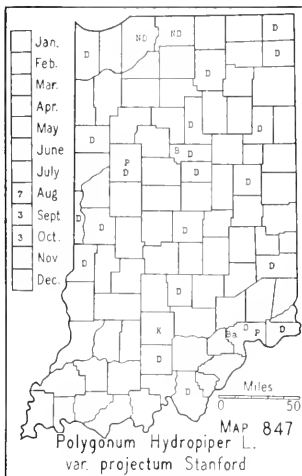 Jan.
Feb.
Mar.
Apr.
May
June
July
7 Aug
3 Sept
3 Oct.
Nov
Dec.
ND ND D
D D
D D D
B D
P
D D D
D D D
D D
K Ba D P D
D
D
Miles
0 50
MAP 847
Polygonum Hydropiper L.
var. projectum Stanford